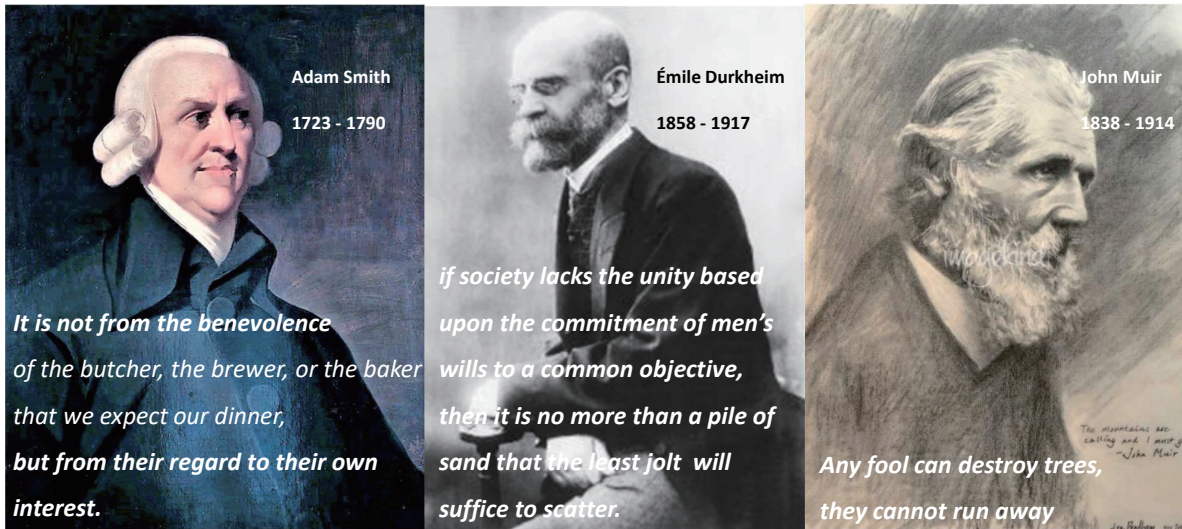 Adam Smith
1723 - 1790
It is not from the benevolence
of the butcher, the brewer, or the baker
that we expect our dinner,
but from their regard to their own
interest.
Émile Durkheim
1858 - 1917
if society lacks the unity based
upon the commitment of men's
wills to a common objective,
then it is no more than a pile of
sand that the least jolt will
suffice to scatter.
John Muir
1838 - 1914
imagekind
The mountains are
calling and I must g
-John Muir
Any fool can destroy trees,
they cannot run away